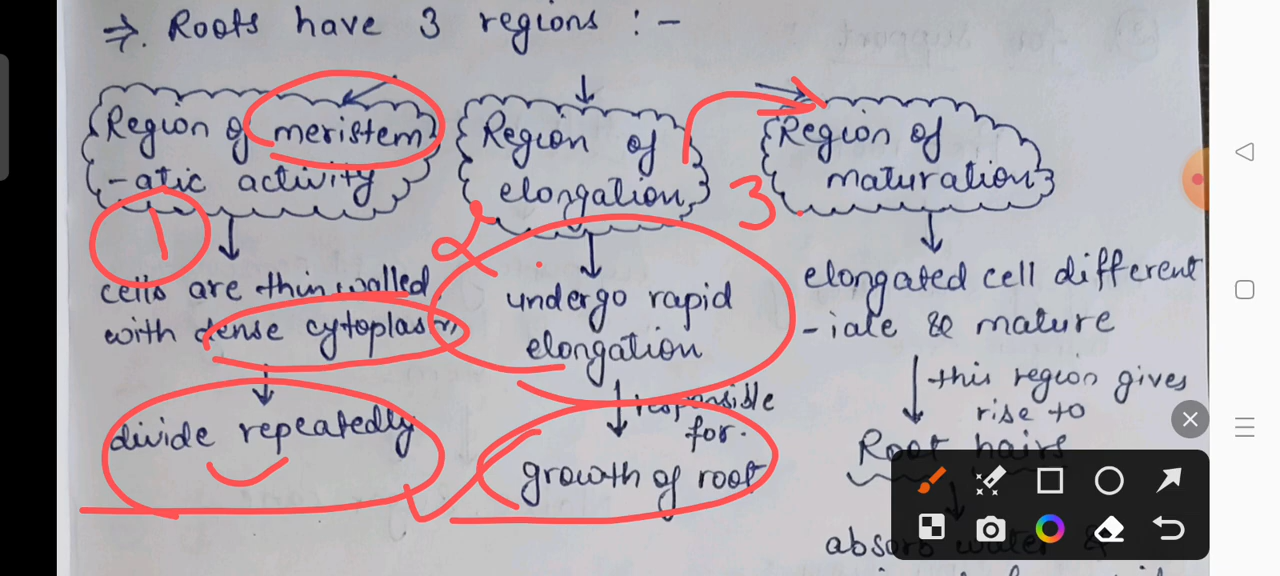 ⇒. Roots have 3 regions :-
Region of meristem
-atic activity
1
cells are thin walled
with dense cytoplasm
divide repeatedly
Region of
elongation
2
undergo rapid
elongation
responsible
for.
growth of root
Region of
maturation
3
elongated cell different
-iate & mature
this region gives
rise to
Root hairs
absorb water &